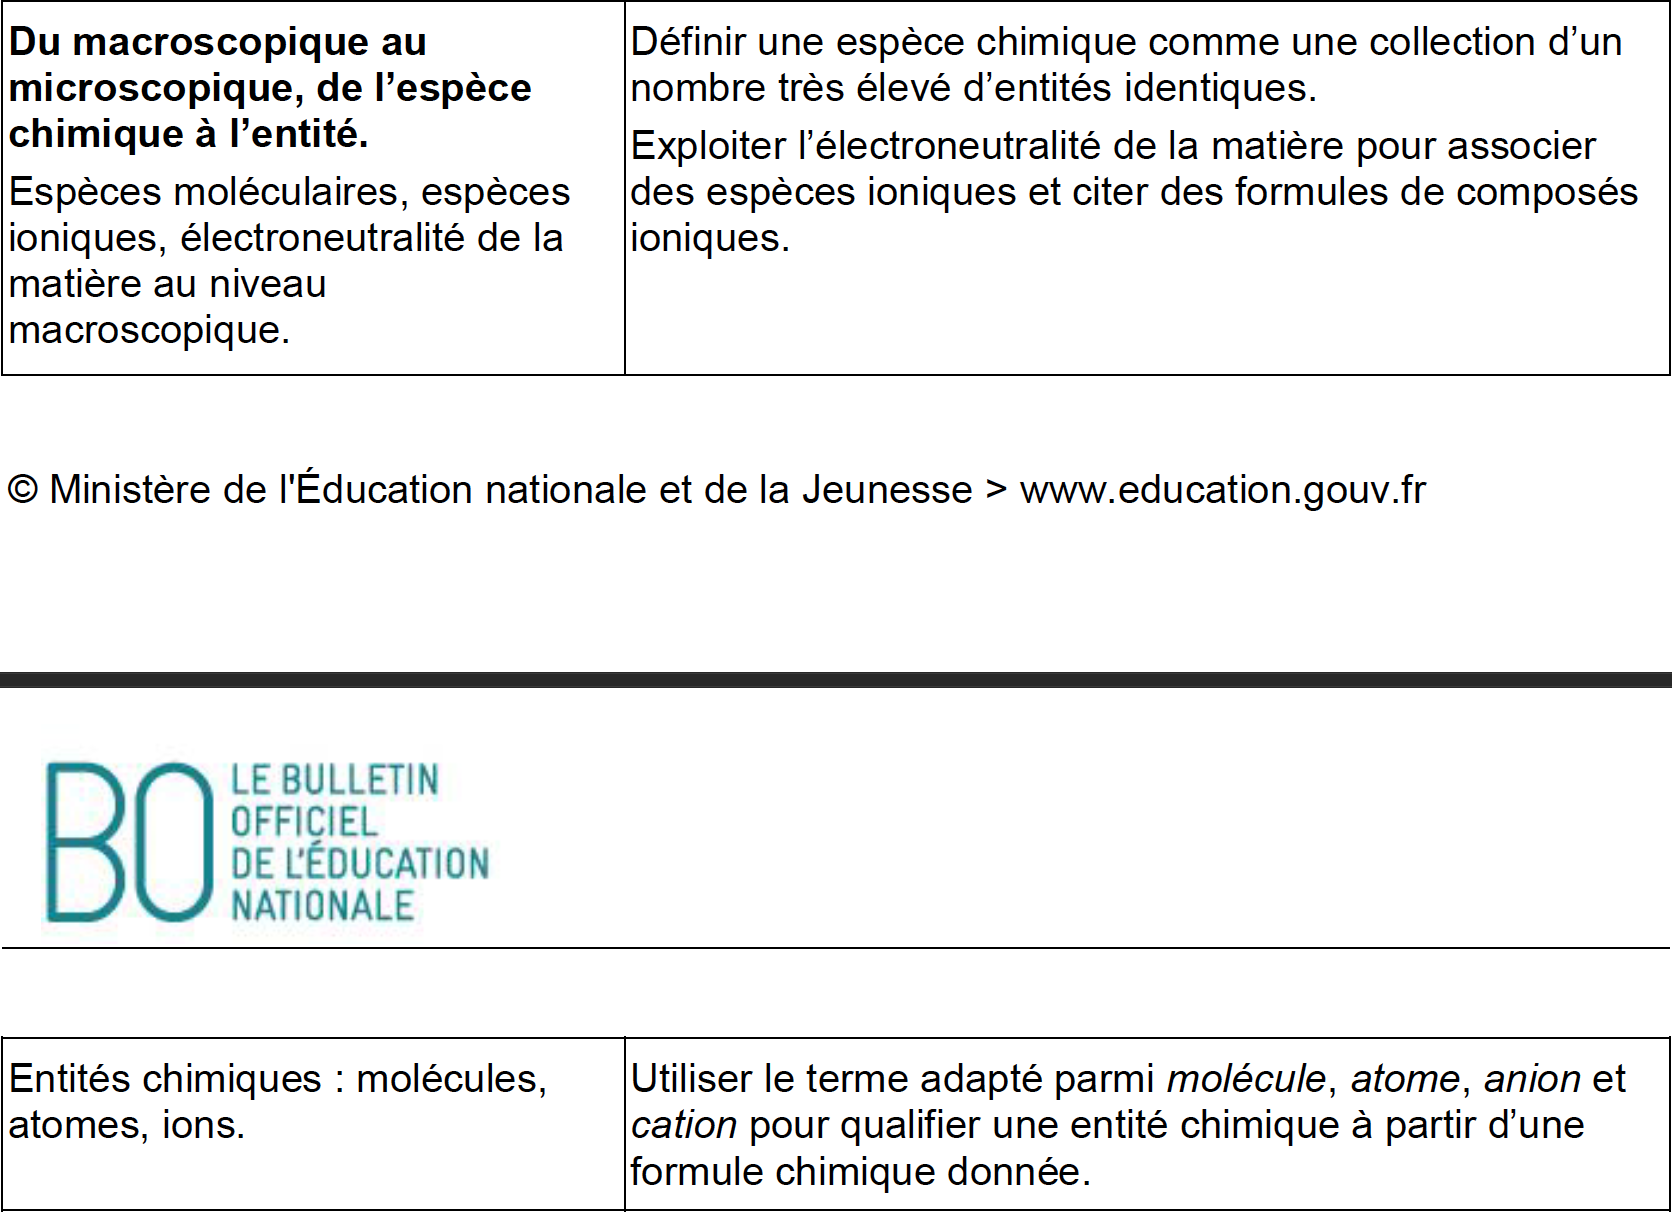 Du macroscopique au
microscopique, de l’espèce
chimique à l’entité.
Espèces moléculaires, espèces
ioniques, électroneutralité de la
matière au niveau
macroscopique.
Définir une espèce chimique comme une collection d’un
nombre très élevé d’entités identiques.
Exploiter l’électroneutralité de la matière pour associer
des espèces ioniques et citer des formules de composés
ioniques.
© Ministère de l'Éducation nationale et de la Jeunesse > www.education.gouv.fr
BO
LE BULLETIN
OFFICIEL
DE L’ÉDUCATION
NATIONALE
Entités chimiques : molécules,
atomes, ions.
Utiliser le terme adapté parmi molécule, atome, anion et
cation pour qualifier une entité chimique à partir d’une
formule chimique donnée.